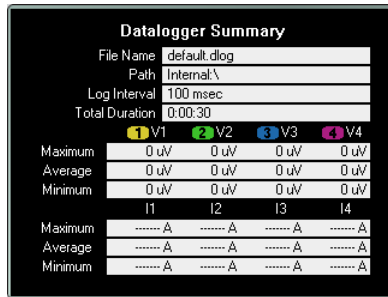 Datalogger Summary
File Name default.dlog
Path Internal:\
Log Interval 100 msec
Total Duration 0:00:30
1 V1 2 V2 3 V3 4 V4
Maximum 0 uV 0 uV 0 uV 0 uV
Average 0 uV 0 uV 0 uV 0 uV
Minimum 0 uV 0 uV 0 uV 0 uV
I1 I2 I3 I4
Maximum ------- A ------- A ------- A ------- A
Average ------- A ------- A ------- A ------- A
Minimum ------- A ------- A ------- A ------- A